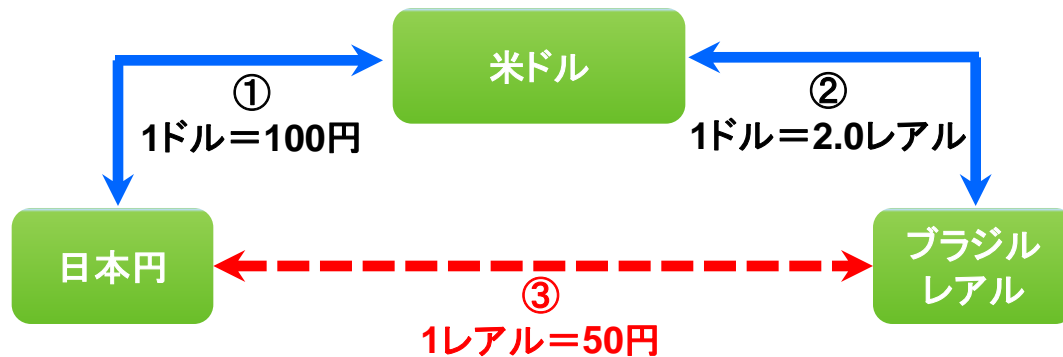 米ドル
①
1ドル＝100円
②
1ドル＝2.0レアル
日本円
ブラジル
レアル
③
1レアル＝50円